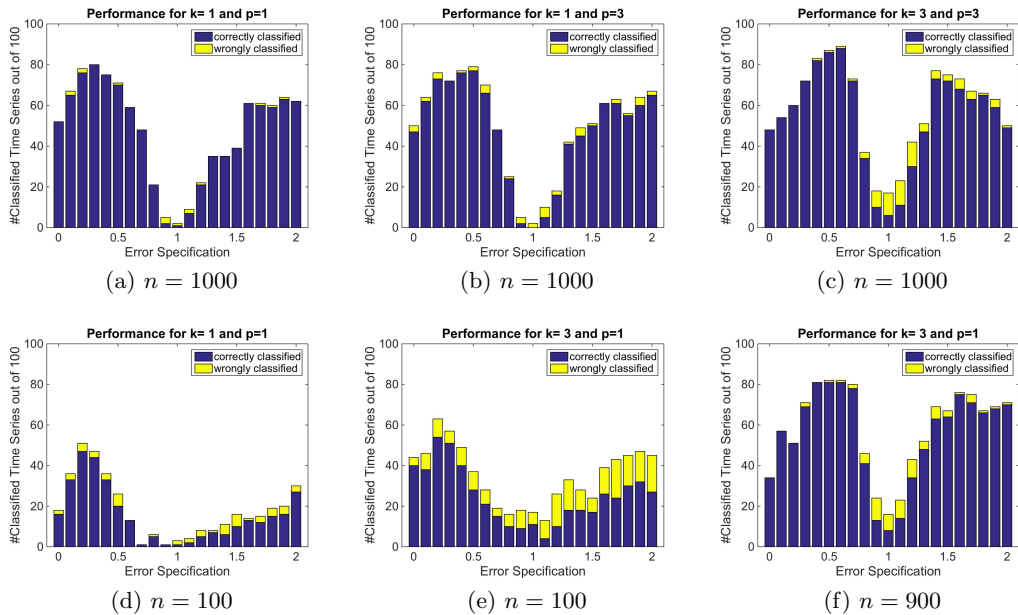 Performance for k= 1 and p=1
#Classified Time Series out of 100
100
80
60
40
20
0
correctly classified
wrongly classified
0 0.5 1 1.5 2
Error Specification
(a) n = 1000
Performance for k= 1 and p=3
#Classified Time Series out of 100
100
80
60
40
20
0
correctly classified
wrongly classified
0 0.5 1 1.5 2
Error Specification
(b) n = 1000
Performance for k= 3 and p=3
#Classified Time Series out of 100
100
80
60
40
20
0
correctly classified
wrongly classified
0 0.5 1 1.5 2
Error Specification
(c) n = 1000
Performance for k= 1 and p=1
#Classified Time Series out of 100
100
80
60
40
20
0
correctly classified
wrongly classified
0 0.5 1 1.5 2
Error Specification
(d) n = 100
Performance for k= 3 and p=1
#Classified Time Series out of 100
100
80
60
40
20
0
correctly classified
wrongly classified
0 0.5 1 1.5 2
Error Specification
(e) n = 100
Performance for k= 3 and p=1
#Classified Time Series out of 100
100
80
60
40
20
0
correctly classified
wrongly classified
0 0.5 1 1.5 2
Error Specification
(f) n = 900